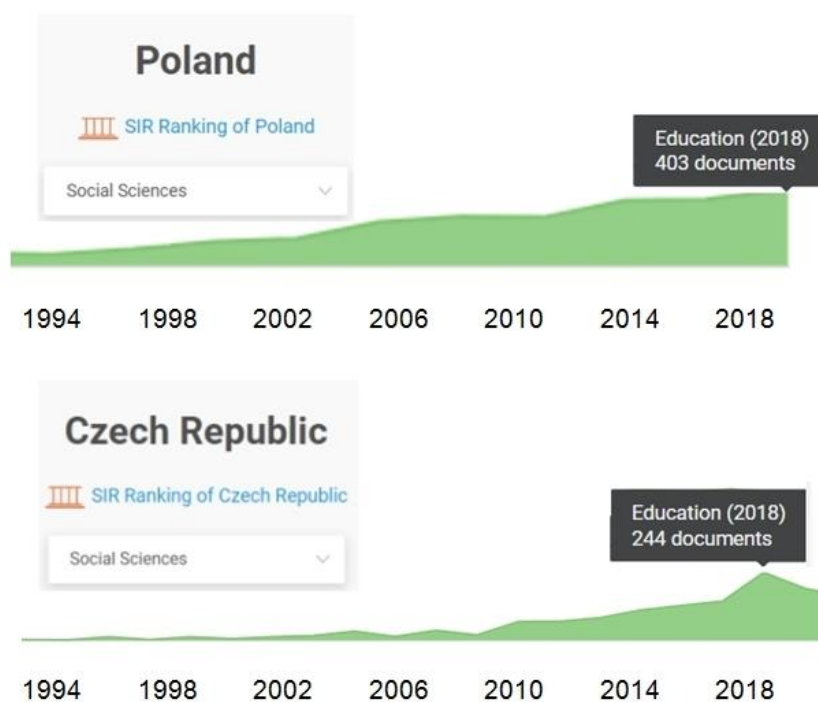 Poland
SIR Ranking of Poland
Social Sciences
Education (2018)
403 documents
1994 1998 2002 2006 2010 2014 2018
Czech Republic
SIR Ranking of Czech Republic
Social Sciences
Education (2018)
244 documents
1994 1998 2002 2006 2010 2014 2018